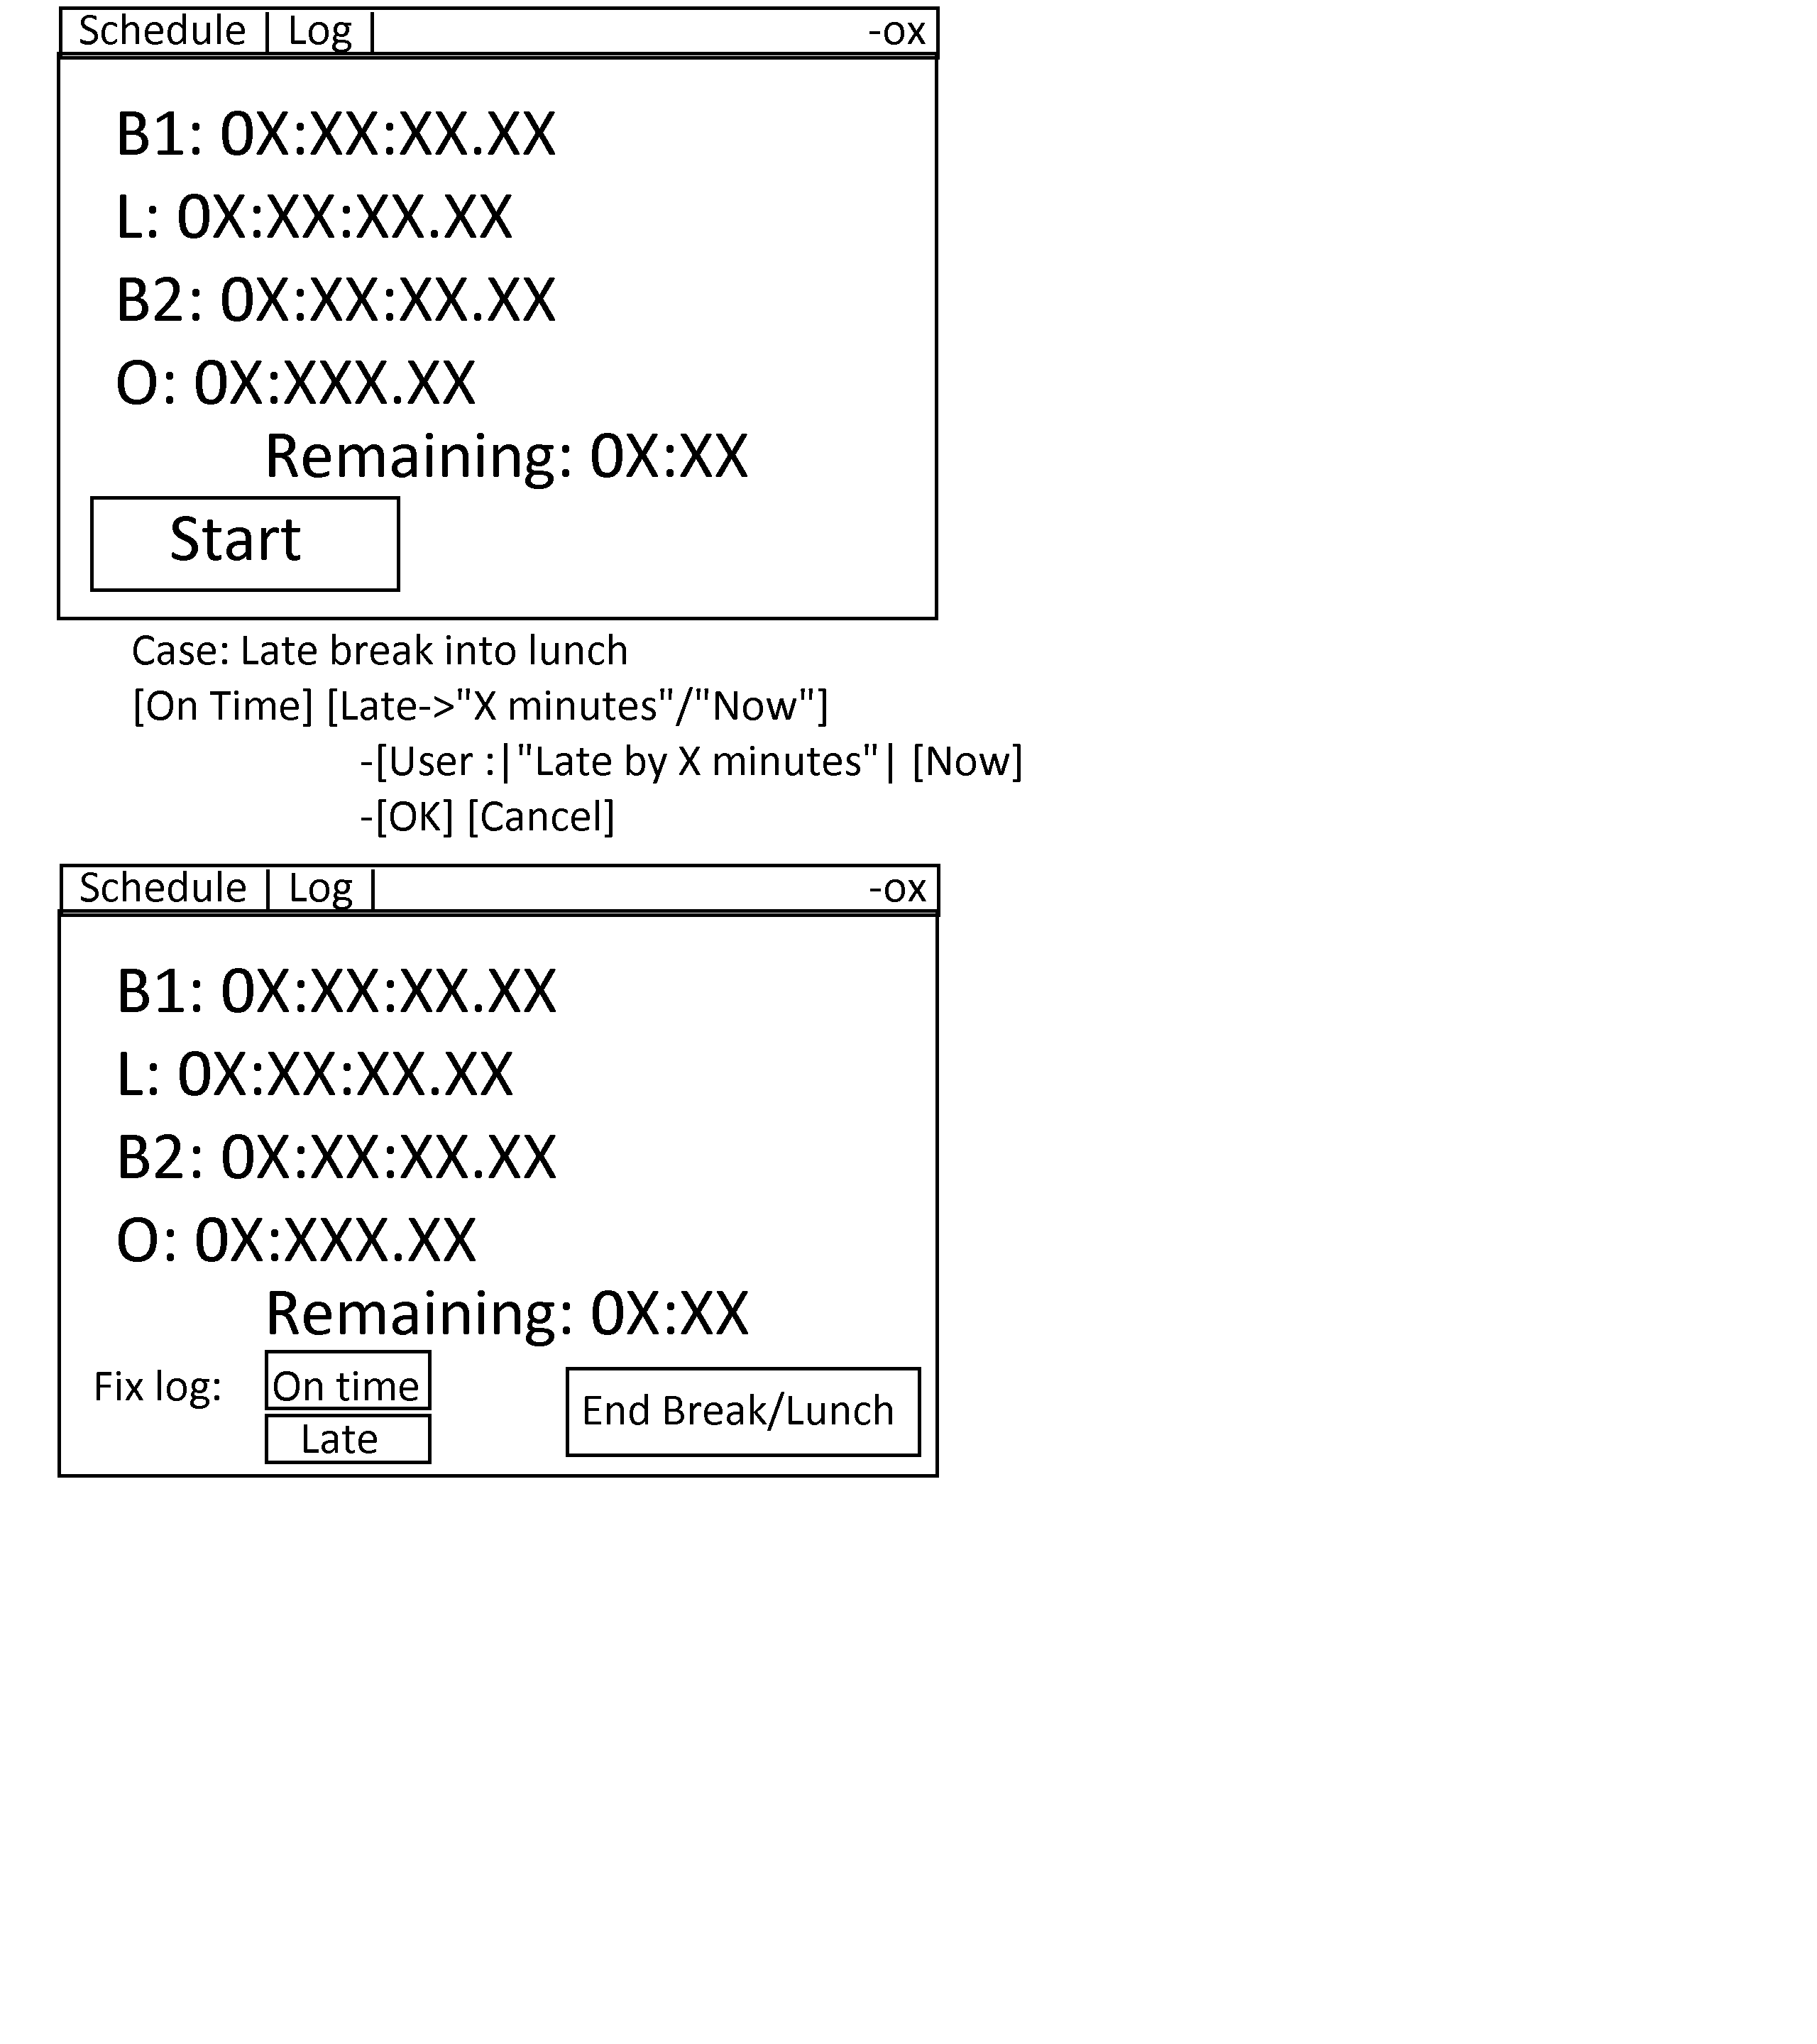 Schedule | Log | -ox
B1: 0X:XX:XX.XX
L: 0X:XX:XX.XX
B2: 0X:XX:XX.XX
O: 0X:XXX.XX
Remaining: 0X:XX
Start
Case: Late break into lunch
[On Time] [Late->"X minutes"/"Now"]
-[User :|"Late by X minutes"| [Now]
-[OK] [Cancel]
Schedule | Log | -ox
B1: 0X:XX:XX.XX
L: 0X:XX:XX.XX
B2: 0X:XX:XX.XX
O: 0X:XXX.XX
Remaining: 0X:XX
Fix log: On time
Late
End Break/Lunch